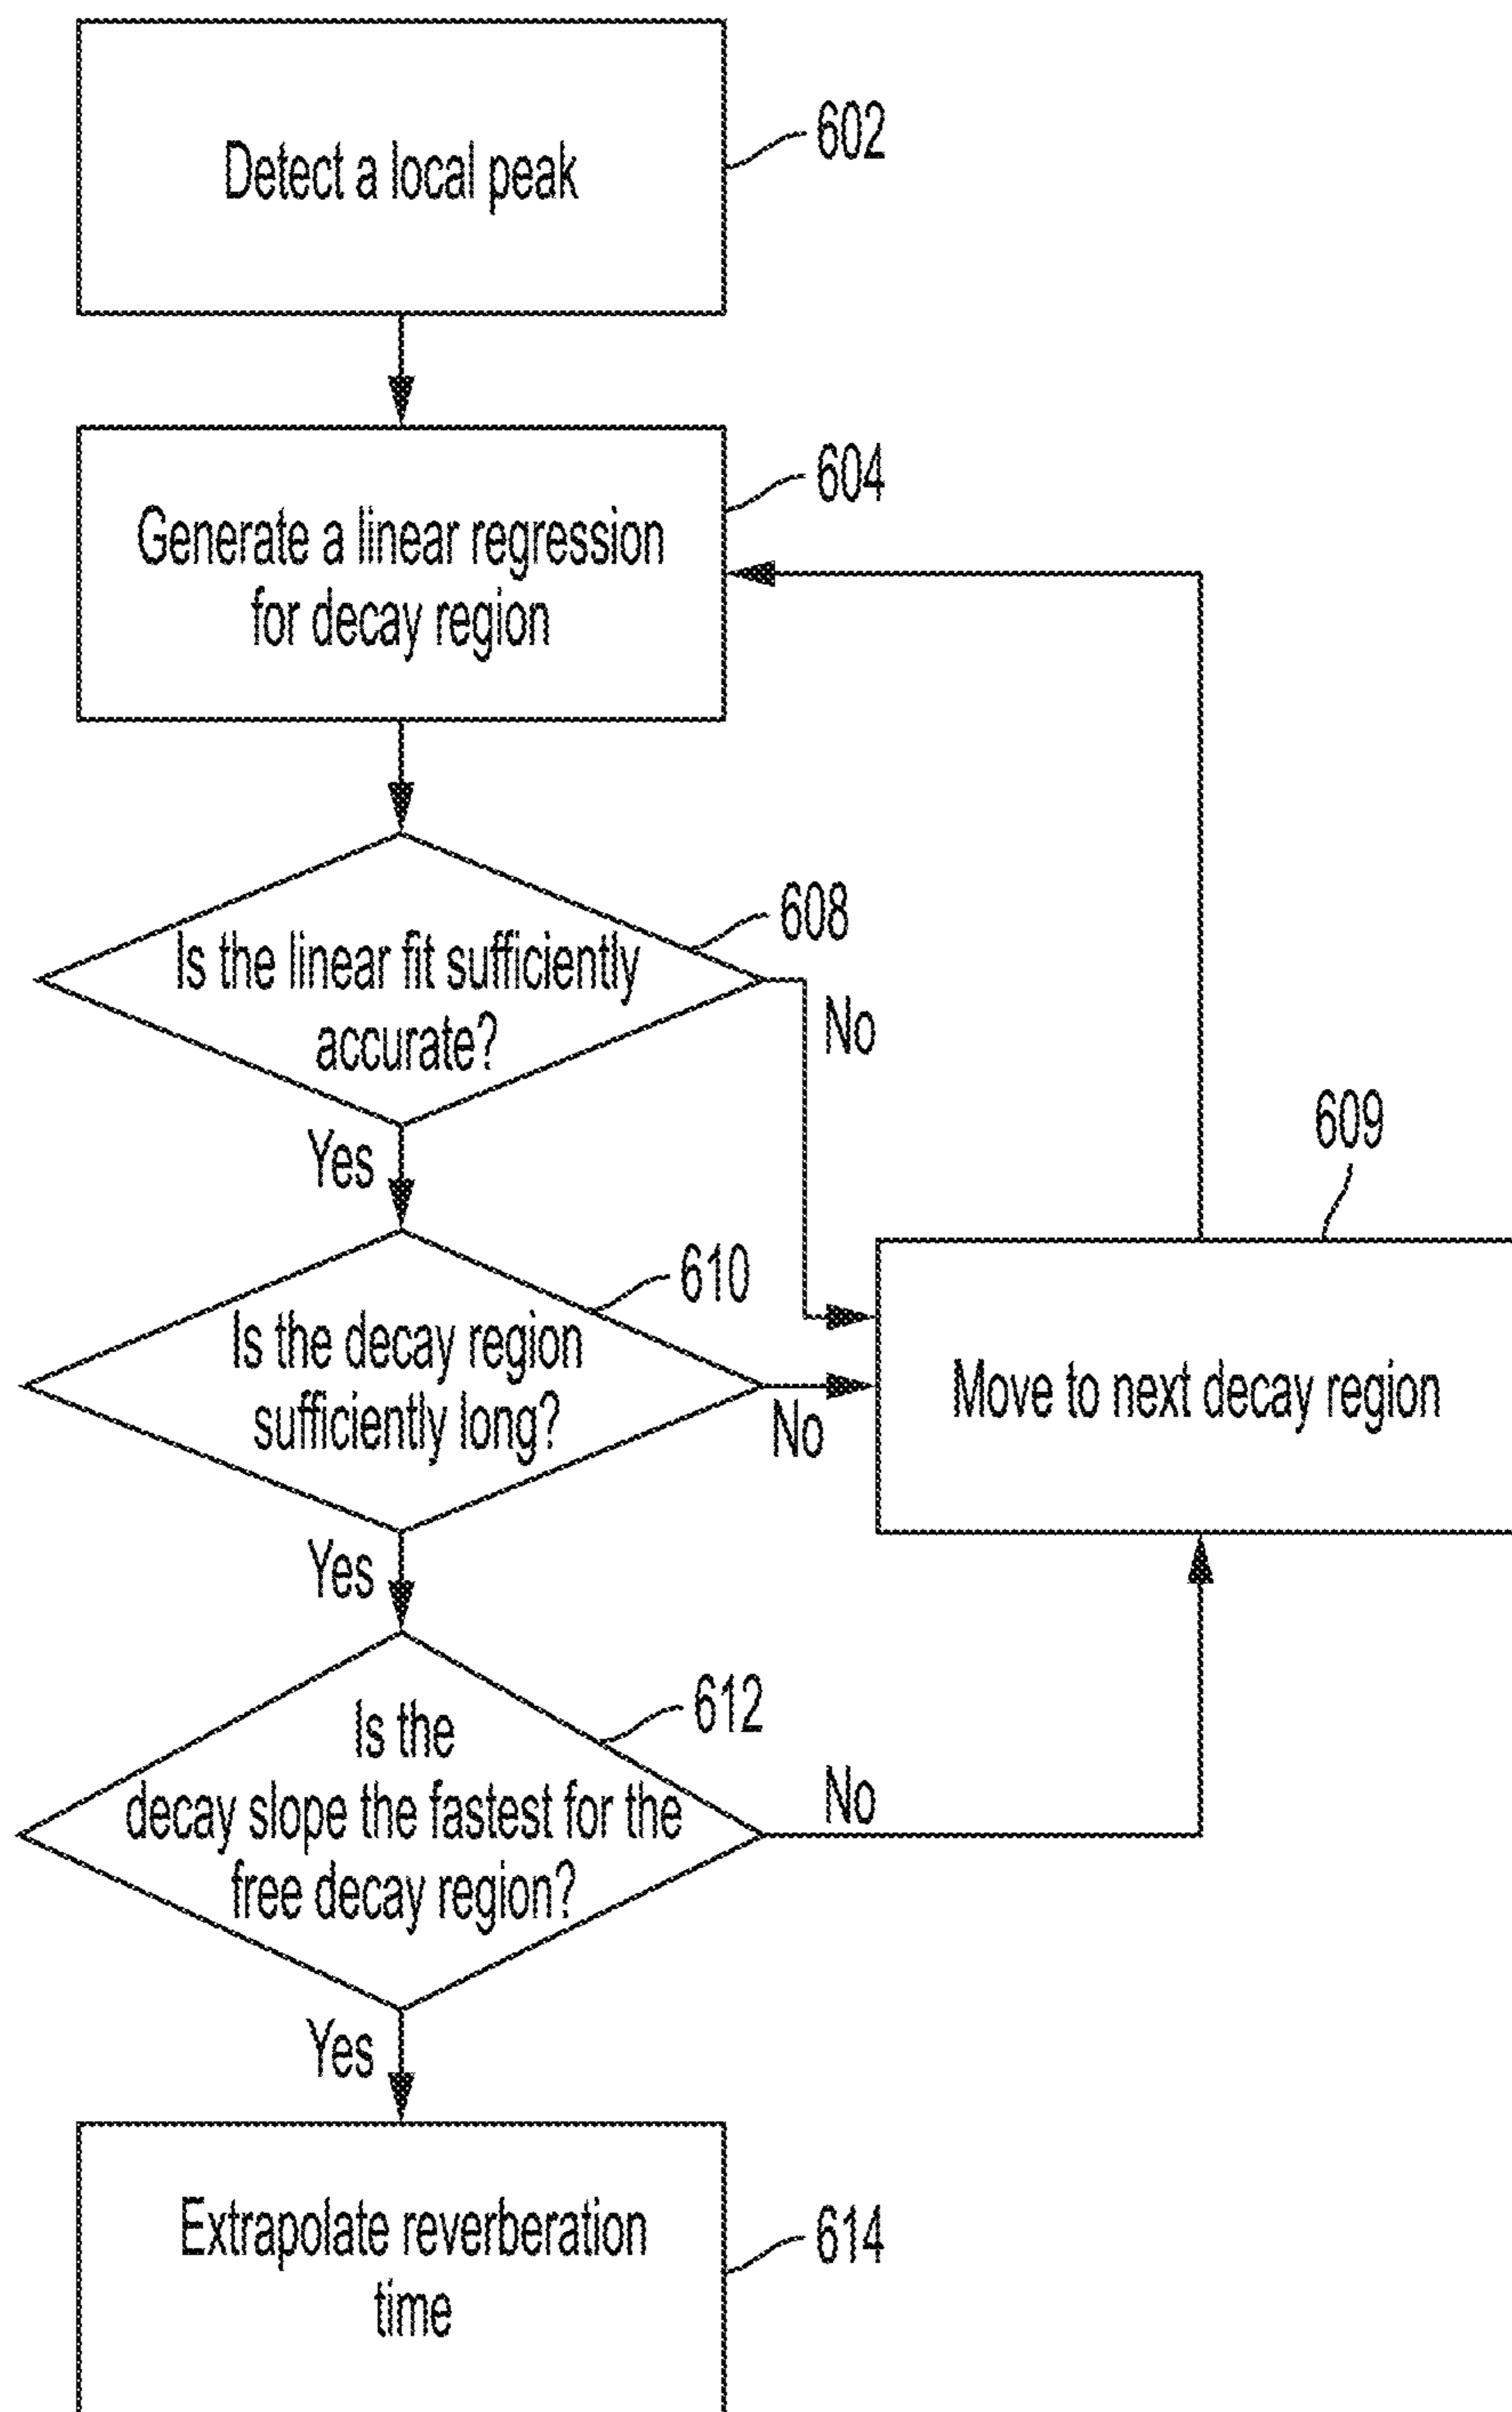 Detect a local peak
602
Generate a linear regression
for decay region
604
Is the linear fit sufficiently
accurate?
608
No
Yes
609
Is the decay region
sufficiently long?
610
No
Move to next decay region
Yes
Is the
decay slope the fastest for the
free decay region?
612
No
Yes
Extrapolate reverberation
time
614